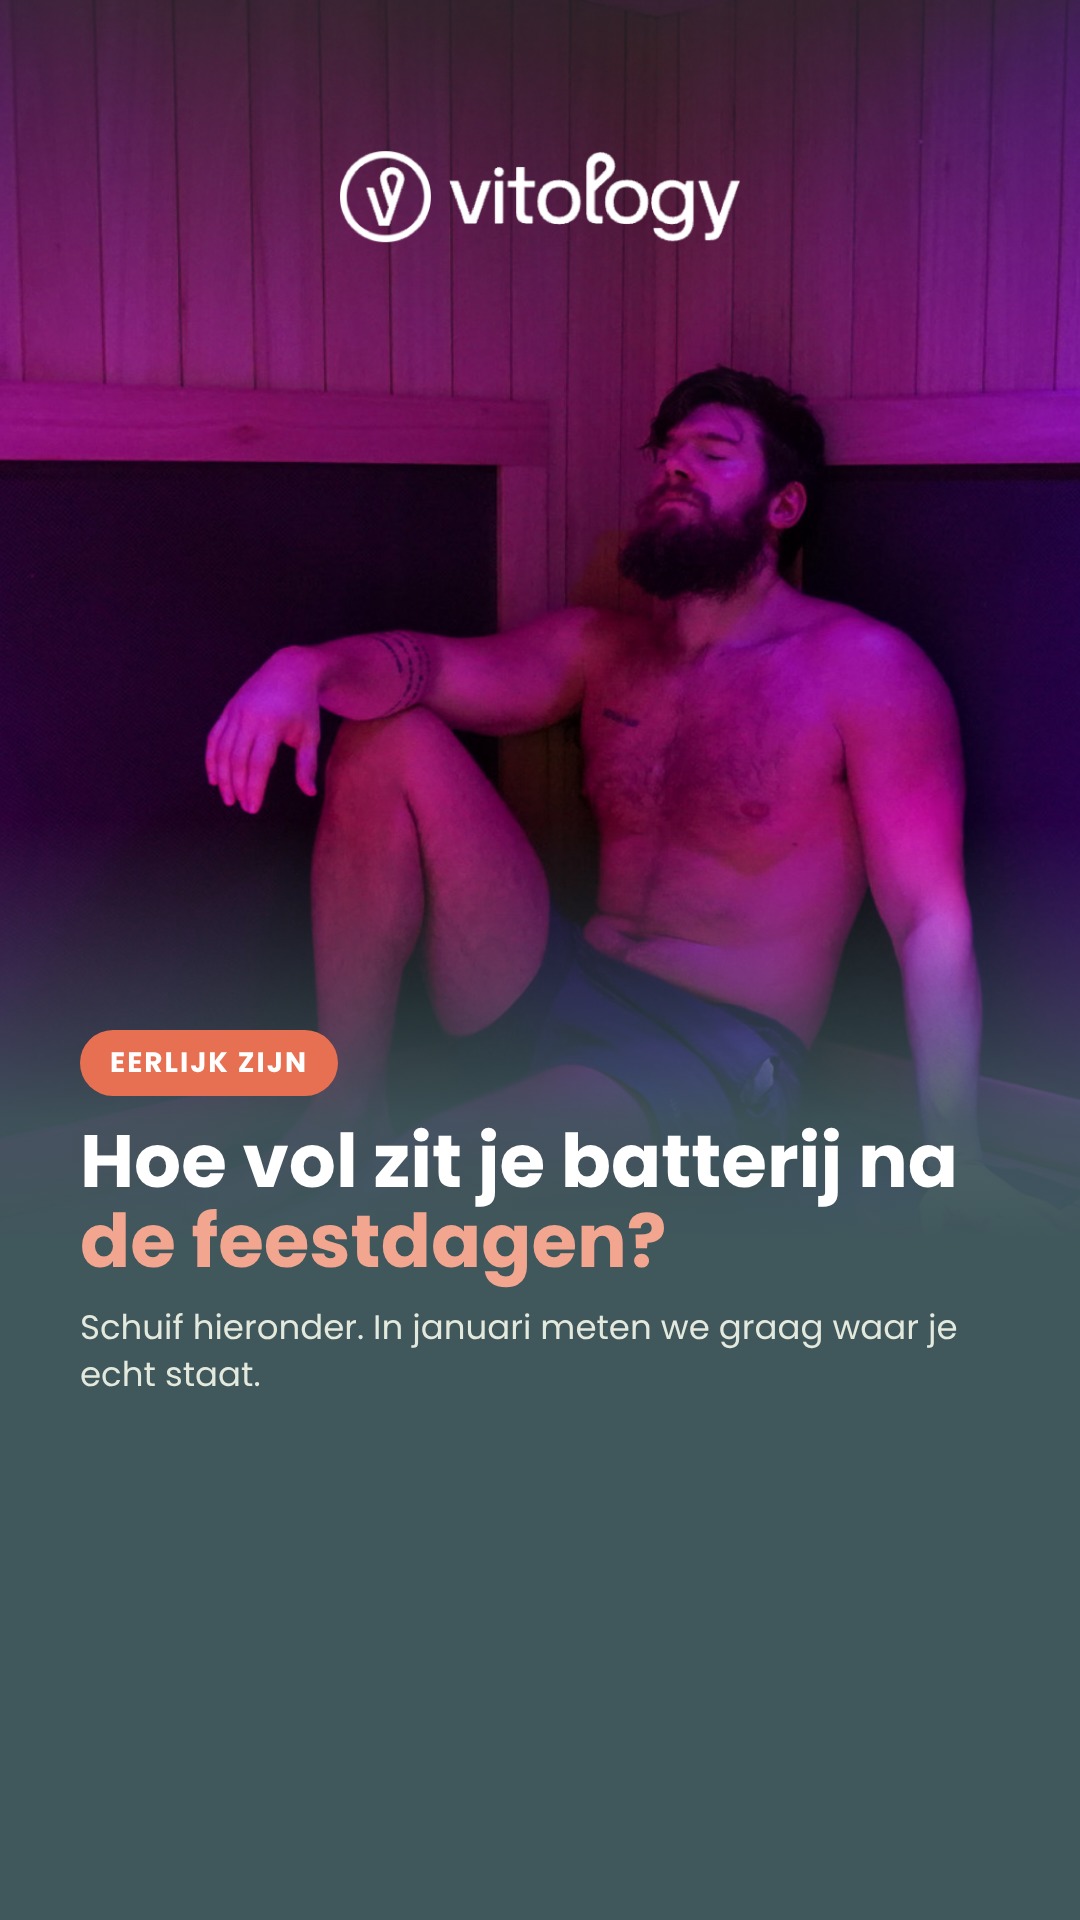 vitology
EERLIJK ZIJN
Hoe vol zit je batterij na
de feestdagen?
Schuif hieronder. In januari meten we graag waar je
echt staat.